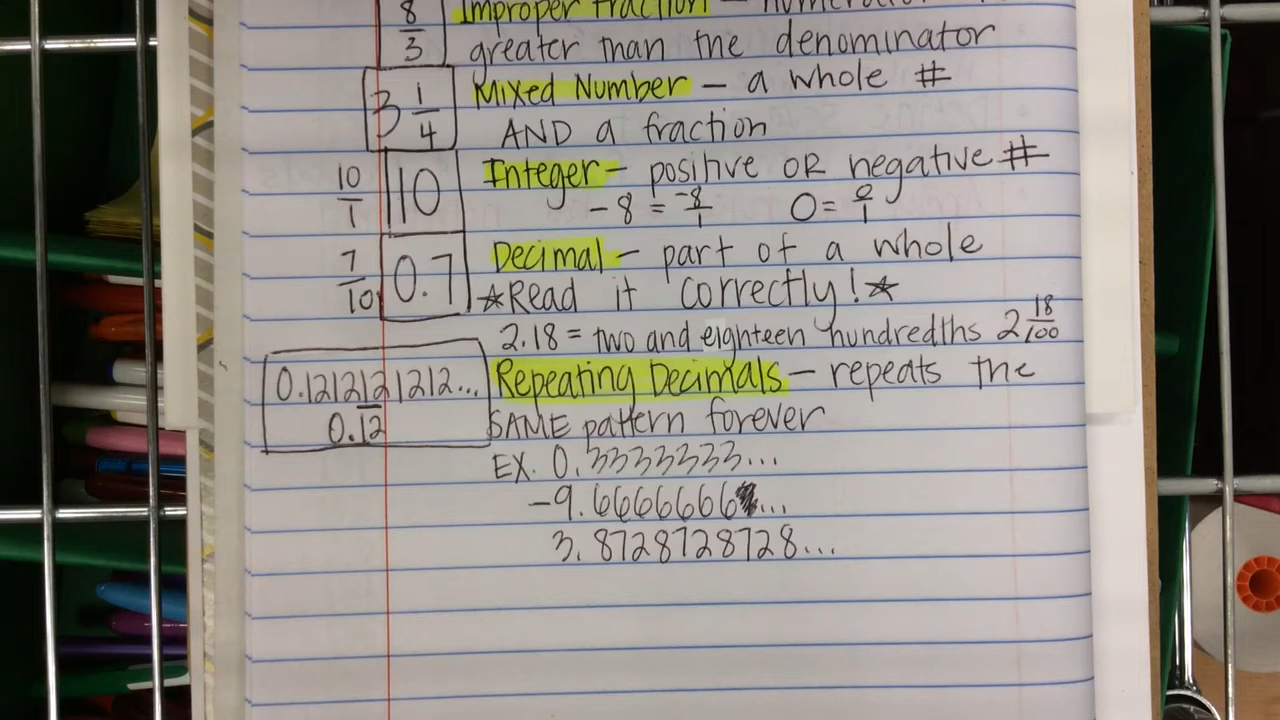 8/3 Improper fraction –
greater than the denominator
3 1/4 Mixed Number – a whole #
AND a fraction
10/1 10 Integer – positive OR negative #
-8 = -8/1 0 = 0/1
7/10 0.7 Decimal – part of a whole
☆Read it correctly!☆
2.18 = two and eighteen hundredths 2 18/100
0.1212121212... Repeating Decimals – repeats the
0.1̅2̅ SAME pattern forever
EX. 0.3333333...
-9.6666666...
3.8728728728...